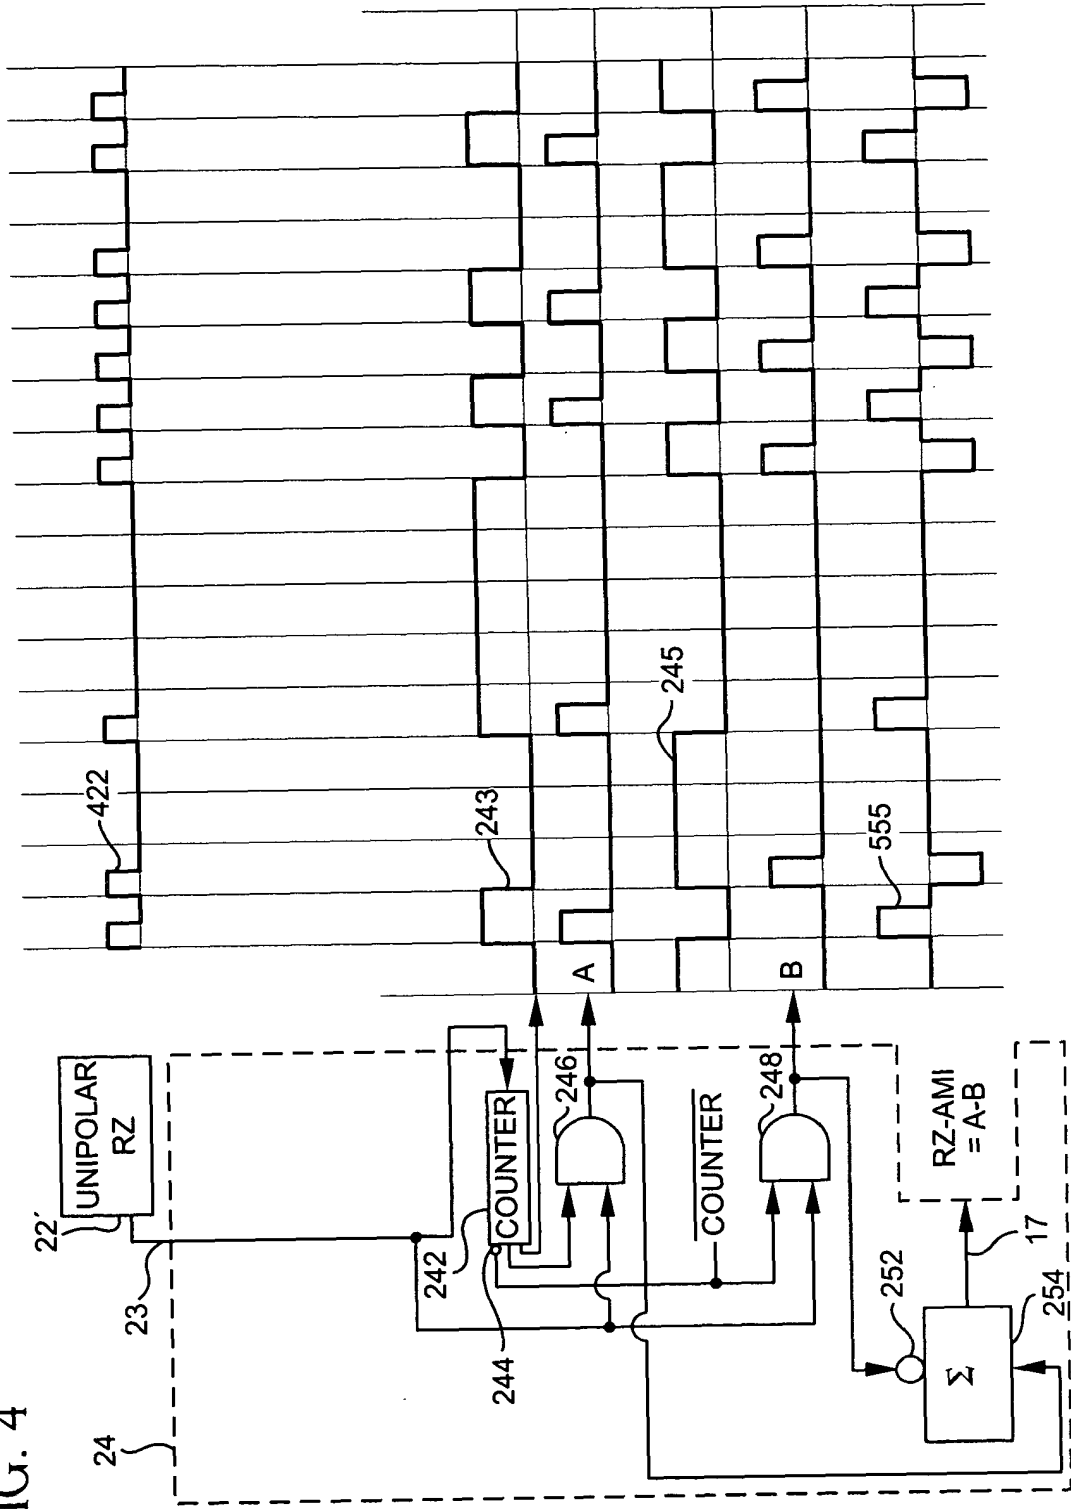 FIG. 4
24
23
22'
UNIPOLAR
RZ
422
242
244
COUNTER
243
246
A
COUNTER
245
248
B
252
Σ
254
17
RZ-AMI
= A-B
555